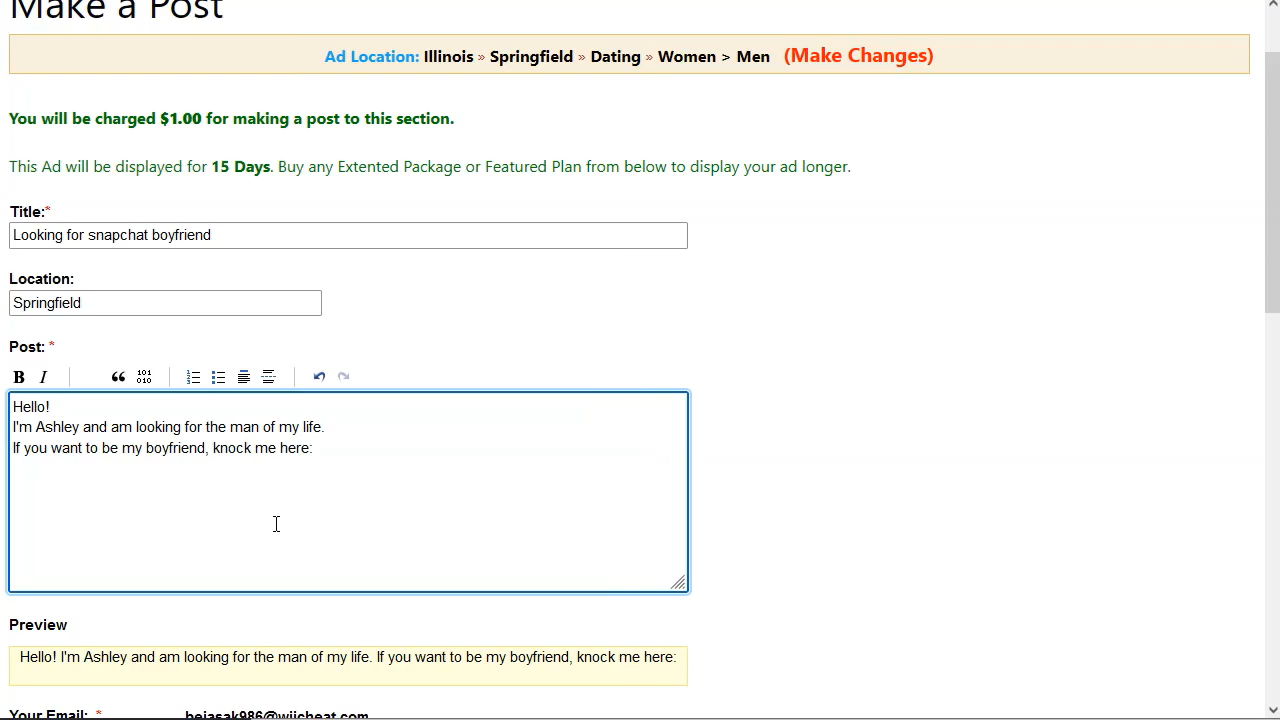 Make a Post
Ad Location: Illinois » Springfield » Dating » Women > Men (Make Changes)
You will be charged $1.00 for making a post to this section.
This Ad will be displayed for 15 Days. Buy any Extented Package or Featured Plan from below to display your ad longer.
Title:*
Looking for snapchat boyfriend
Location:
Springfield
Post: *
B I “ 101 010
Hello!
I'm Ashley and am looking for the man of my life.
If you want to be my boyfriend, knock me here:
Preview
Hello! I'm Ashley and am looking for the man of my life. If you want to be my boyfriend, knock me here:
Your Email: * bejasak986@wiicheat.com